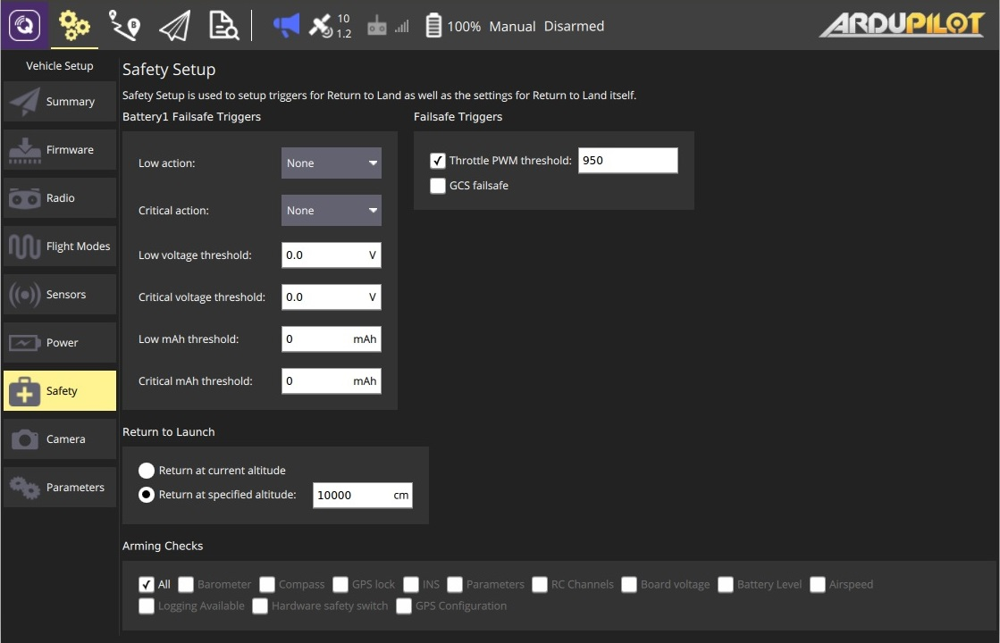 10
1.2
100% Manual Disarmed
ARDUPILOT
B
Vehicle Setup
Summary
Firmware
Radio
Flight Modes
Sensors
Power
Safety
Camera
Parameters
Safety Setup
Safety Setup is used to setup triggers for Return to Land as well as the settings for Return to Land itself.
Battery1 Failsafe Triggers
Low action: None
Critical action: None
Low voltage threshold: 0.0 V
Critical voltage threshold: 0.0 V
Low mAh threshold: 0 mAh
Critical mAh threshold: 0 mAh
Failsafe Triggers
Throttle PWM threshold: 950
GCS failsafe
Return to Launch
Return at current altitude
Return at specified altitude: 10000 cm
Arming Checks
All Barometer Compass GPS lock INS Parameters RC Channels Board voltage Battery Level Airspeed
Logging Available Hardware safety switch GPS Configuration